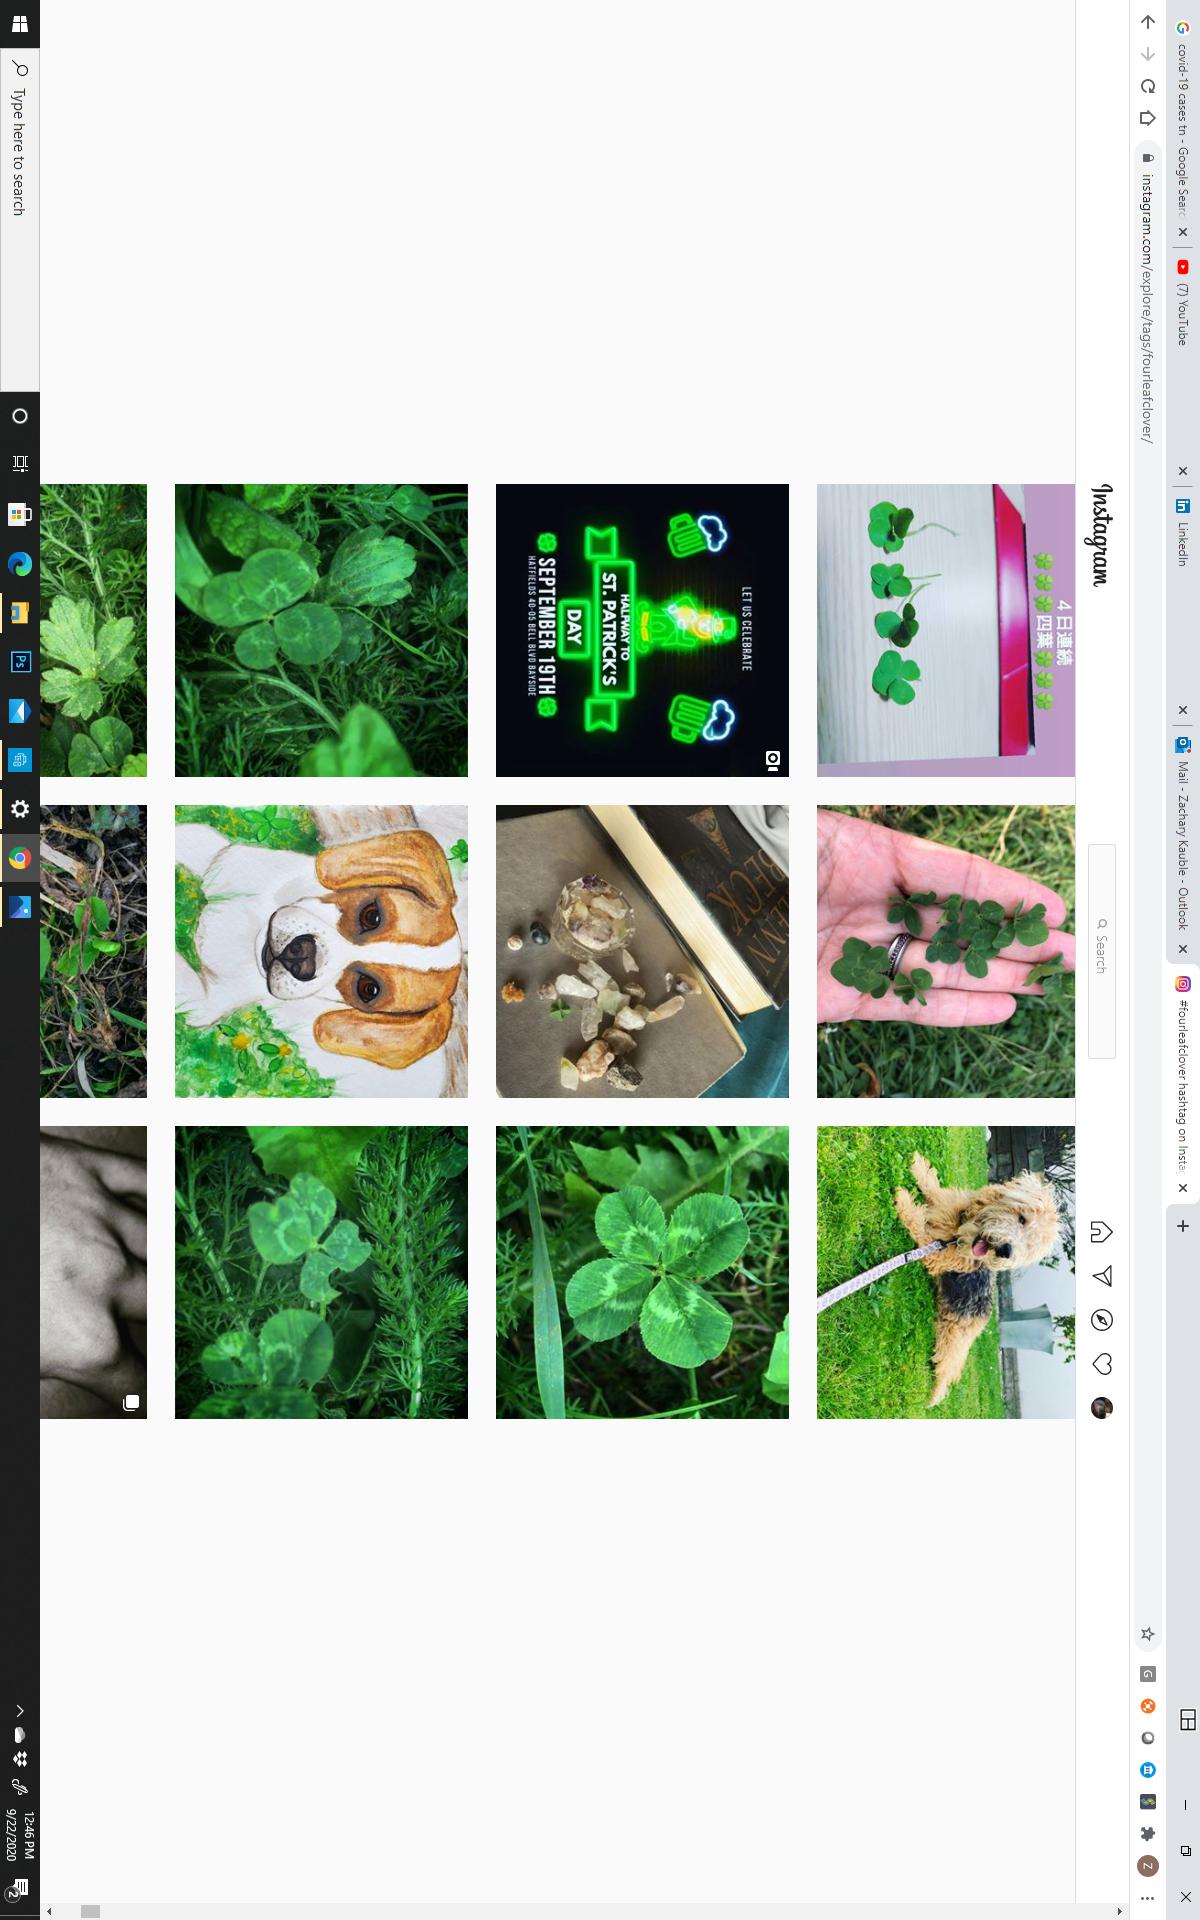 covid-19 cases tn - Google Searc
(7) YouTube
LinkedIn
Mail - Zachary Kauble - Outlook
#fourleafclover hashtag on Insta
instagram.com/explore/tags/fourleafclover/
G
Z
Instagram
Search
4日連続
四葉
LET US CELEBRATE
HALFWAY TO
ST. PATRICK'S
DAY
SEPTEMBER 19TH
HATFIELDS 40-05 BELL BLVD BAYSIDE
Type here to search
Ps
12:46 PM
9/22/2020
2